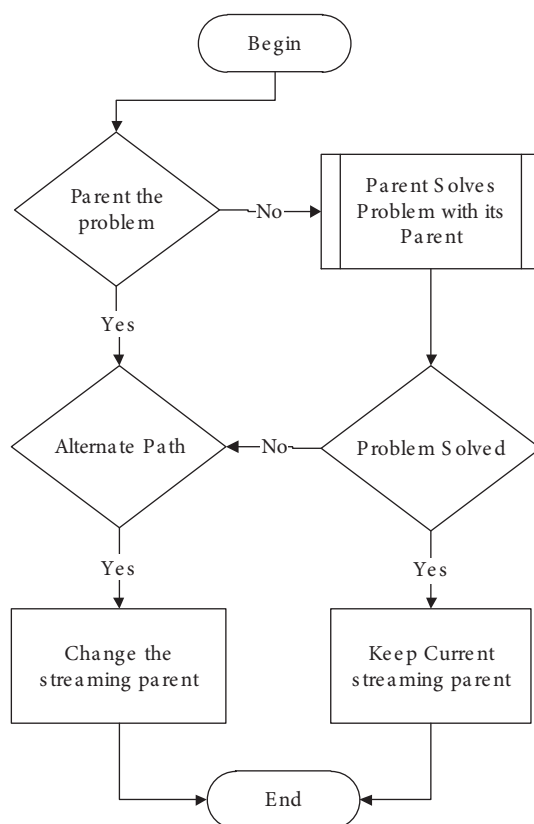 Begin
Parent the
problem
No
Parent Solves
Problem with its
Parent
Yes
Alternate Path
No
Problem Solved
Yes
Yes
Change the
streaming parent
Keep Current
streaming parent
End